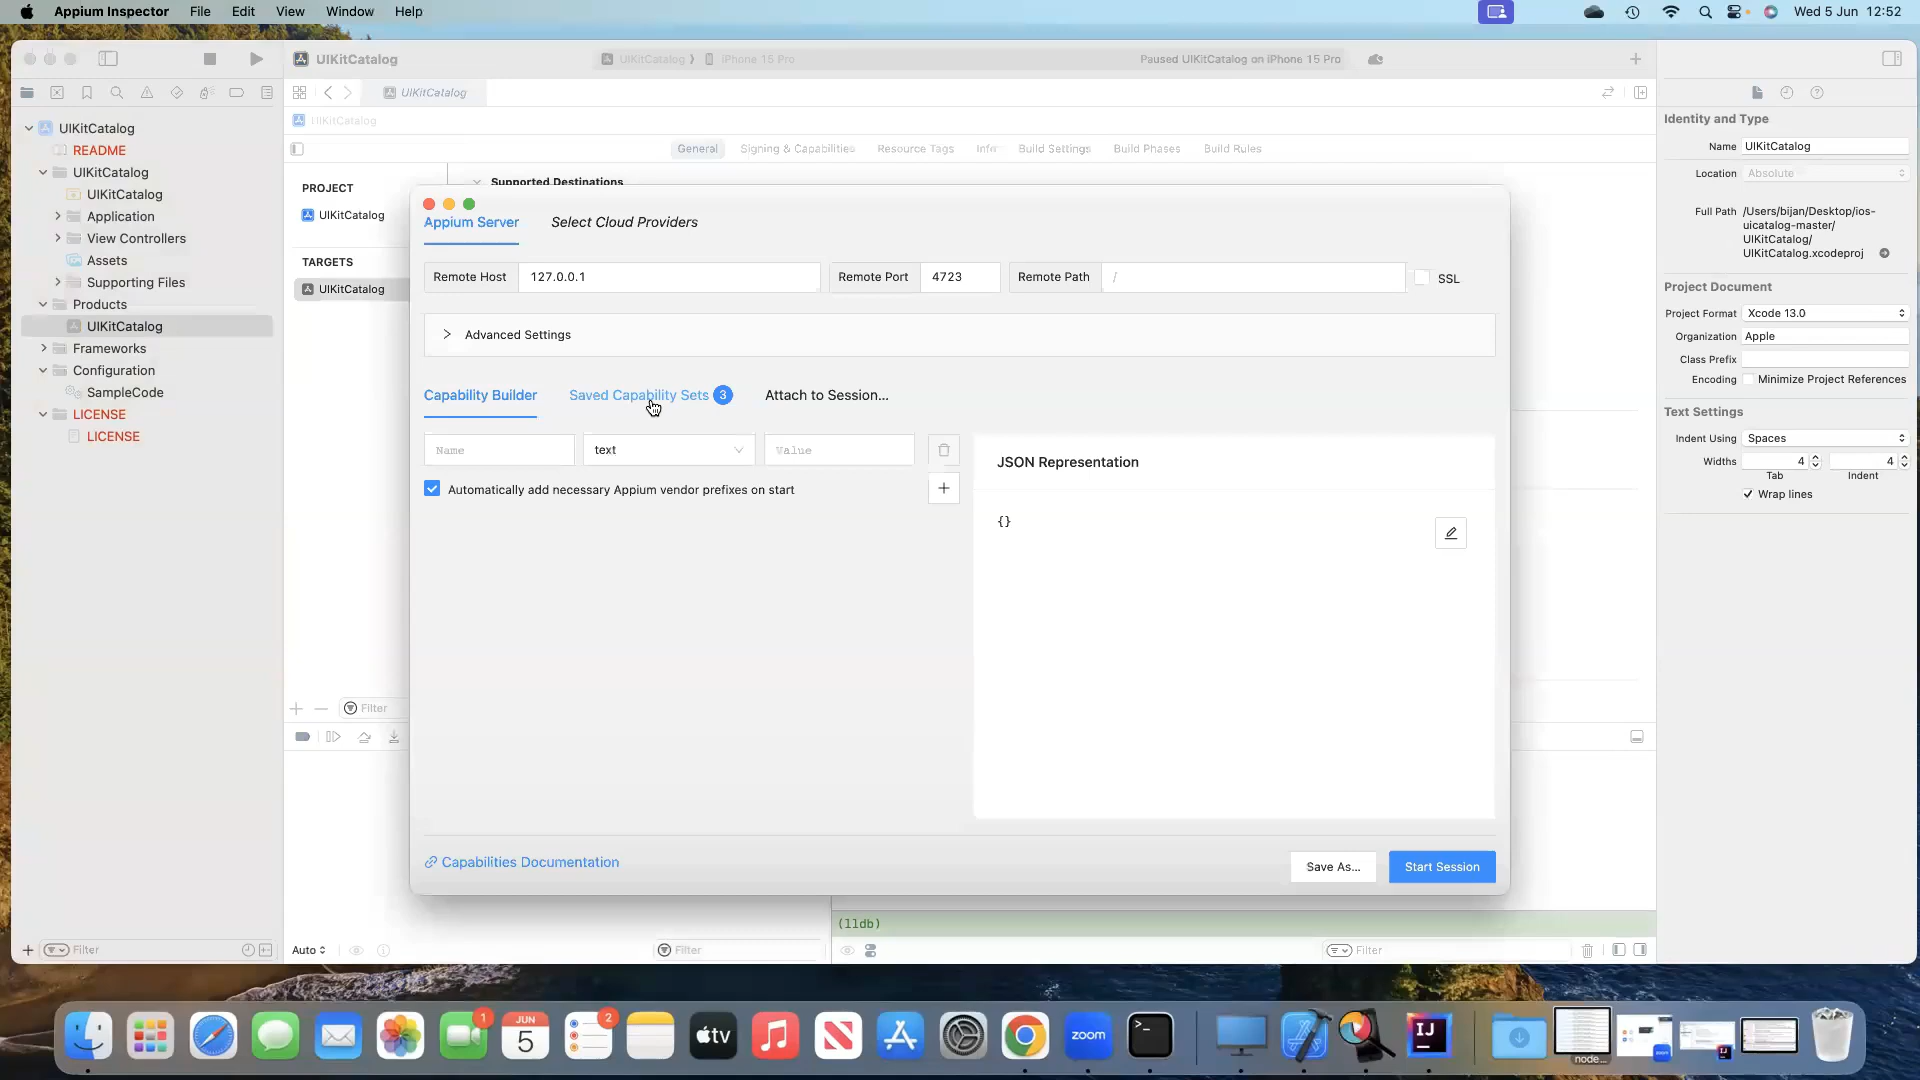 Appium Inspector File Edit View Window Help
Wed 5 Jun 12:52
UIKitCatalog
UIKitCatalog ⟩ iPhone 15 Pro
Paused UIKitCatalog on iPhone 15 Pro
UIKitCatalog
UIKitCatalog
General Signing & Capabilities Resource Tags Info Build Settings Build Phases Build Rules
UIKitCatalog
README
UIKitCatalog
UIKitCatalog
Application
View Controllers
Assets
Supporting Files
Products
UIKitCatalog
Frameworks
Configuration
SampleCode
LICENSE
LICENSE
Filter
PROJECT
UIKitCatalog
TARGETS
UIKitCatalog
Filter
Supported Destinations
Appium Server Select Cloud Providers
Remote Host 127.0.0.1 Remote Port 4723 Remote Path / SSL
Advanced Settings
Capability Builder Saved Capability Sets 3 Attach to Session...
Name text Value
Automatically add necessary Appium vendor prefixes on start
JSON Representation
{}
Capabilities Documentation
Save As... Start Session
(lldb)
Auto Filter Filter
Identity and Type
Name UIKitCatalog
Location Absolute
Full Path /Users/bijan/Desktop/ios-
uicatalog-master/
UIKitCatalog/
UIKitCatalog.xcodeproj
Project Document
Project Format Xcode 13.0
Organization Apple
Class Prefix
Encoding Minimize Project References
Text Settings
Indent Using Spaces
Widths 4 4
Tab Indent
Wrap lines
1
JUN
5
2
tv
zoom
>_
IJ
node...